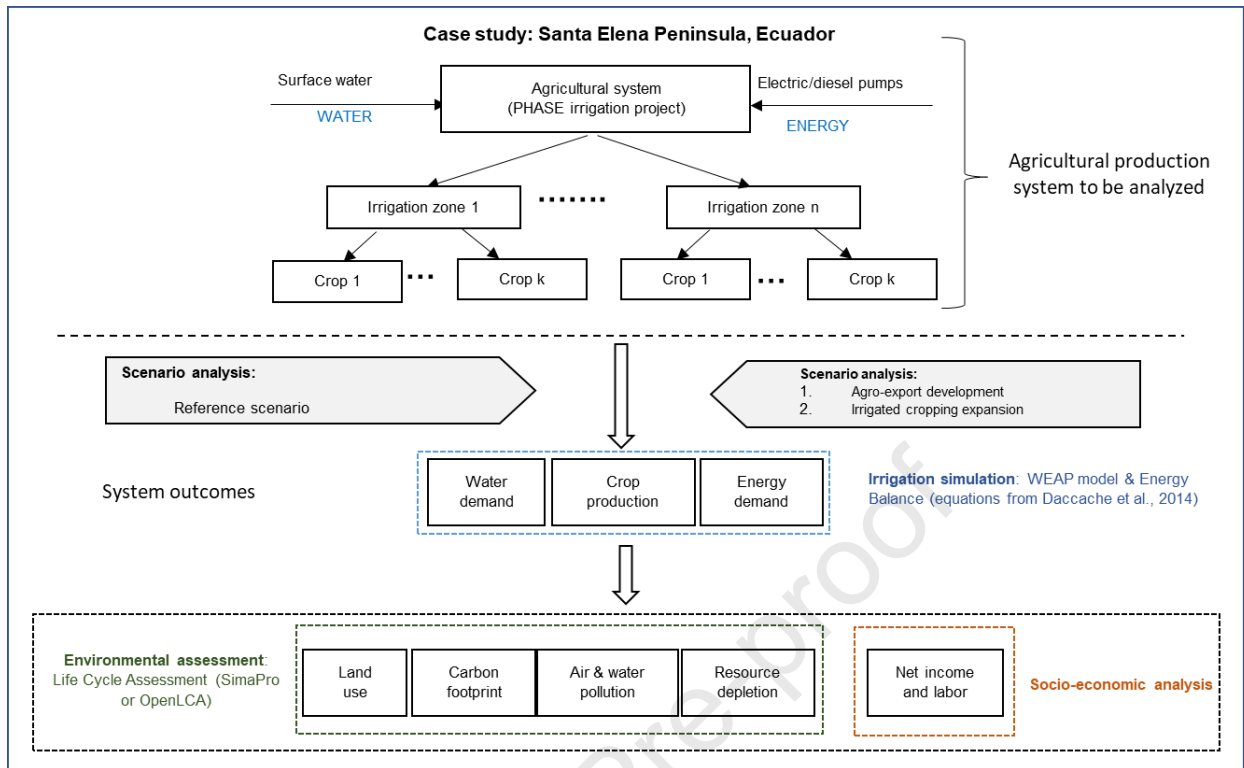 Case study: Santa Elena Peninsula, Ecuador
Surface water
WATER
Agricultural system
(PHASE irrigation project)
Electric/diesel pumps
ENERGY
Agricultural production
system to be analyzed
Irrigation zone 1
.......
Irrigation zone n
Crop 1
...
Crop k
Crop 1
...
Crop k
Scenario analysis:
Reference scenario
Scenario analysis:
1. Agro-export development
2. Irrigated cropping expansion
System outcomes
Water
demand
Crop
production
Energy
demand
Irrigation simulation: WEAP model & Energy
Balance (equations from Daccache et al., 2014)
Environmental assessment:
Life Cycle Assessment (SimaPro
or OpenLCA)
Land
use
Carbon
footprint
Air & water
pollution
Resource
depletion
Net income
and labor
Socio-economic analysis
Pre-proof